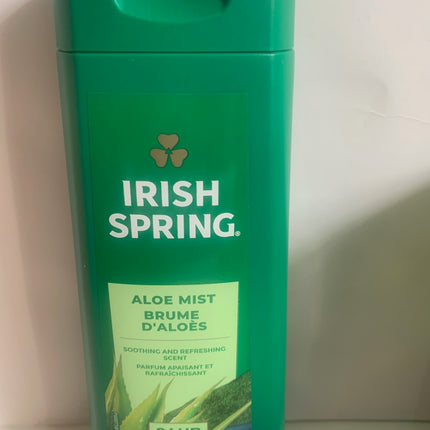 IRISH
SPRING®
ALOE MIST
BRUME
D'ALOÈS
SOOTHING AND REFRESHING
SCENT
PARFUM APAISANT ET
RAFRAÎCHISSANT